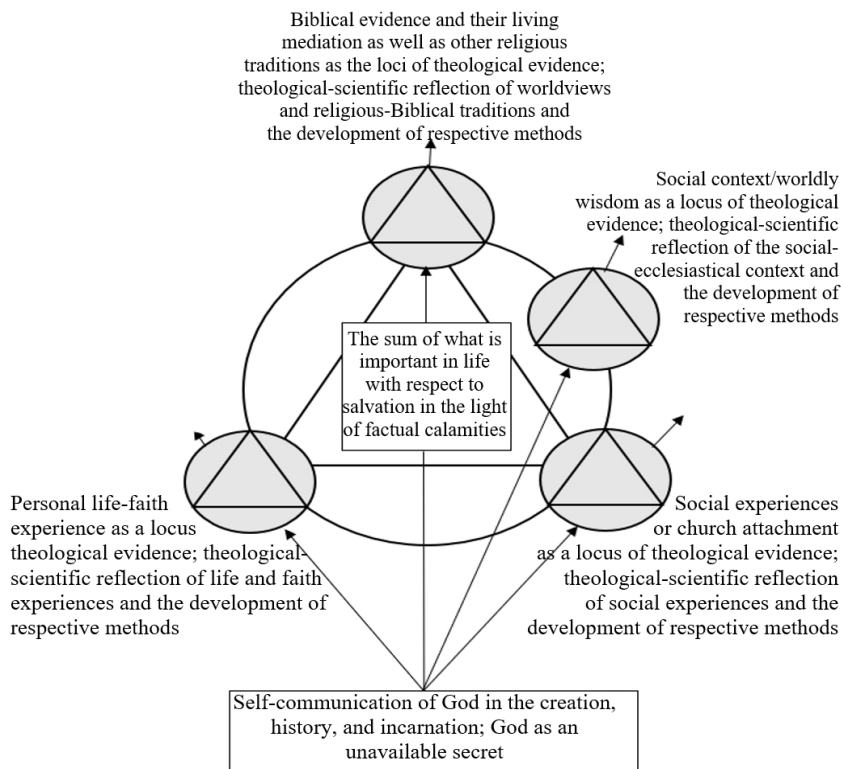 Biblical evidence and their living
mediation as well as other religious
traditions as the loci of theological evidence;
theological-scientific reflection of worldviews
and religious-Biblical traditions and
the development of respective methods
Social context/worldly
wisdom as a locus of theological
evidence; theological-scientific
reflection of the social-
ecclesiastical context and
the development of
respective methods
The sum of what is
important in life
with respect to
salvation in the light
of factual calamities
Personal life-faith
experience as a locus
theological evidence; theological-
scientific reflection of life and faith
experiences and the development of
respective methods
Social experiences
or church attachment
as a locus of theological evidence;
theological-scientific reflection
of social experiences and the
development of respective methods
Self-communication of God in the creation,
history, and incarnation; God as an
unavailable secret